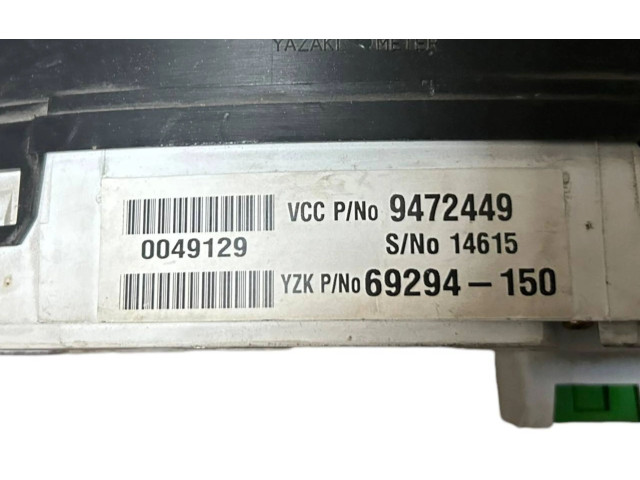 YAZAKI METER
VCC P/No 9472449
0049129 S/No 14615
YZK P/No 69294-150